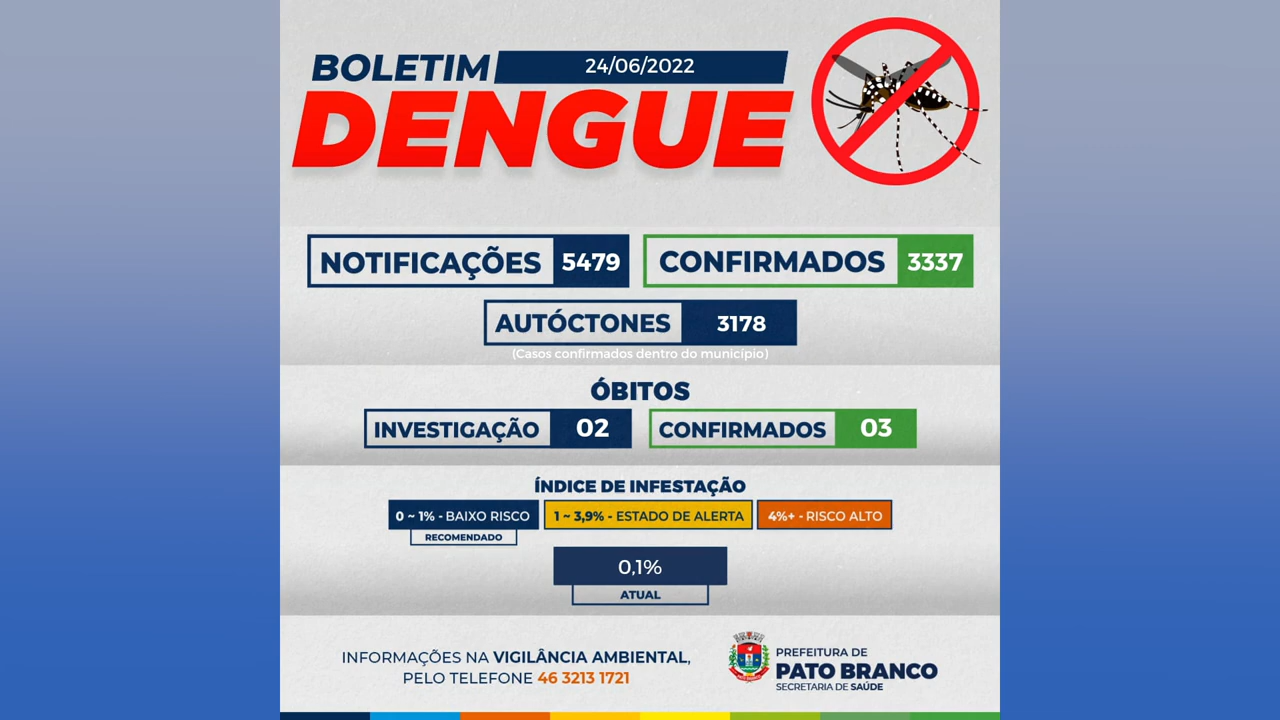 BOLETIM 24/06/2022
DENGUE
NOTIFICAÇÕES 5479 CONFIRMADOS 3337
AUTÓCTONES 3178
(Casos confirmados dentro do município)
ÓBITOS
INVESTIGAÇÃO 02 CONFIRMADOS 03
ÍNDICE DE INFESTAÇÃO
0 ~ 1% - BAIXO RISCO 1 ~ 3,9% - ESTADO DE ALERTA 4%+ - RISCO ALTO
RECOMENDADO
0,1%
ATUAL
INFORMAÇÕES NA VIGILÂNCIA AMBIENTAL,
PELO TELEFONE 46 3213 1721
PREFEITURA DE
PATO BRANCO
SECRETARIA DE SAÚDE